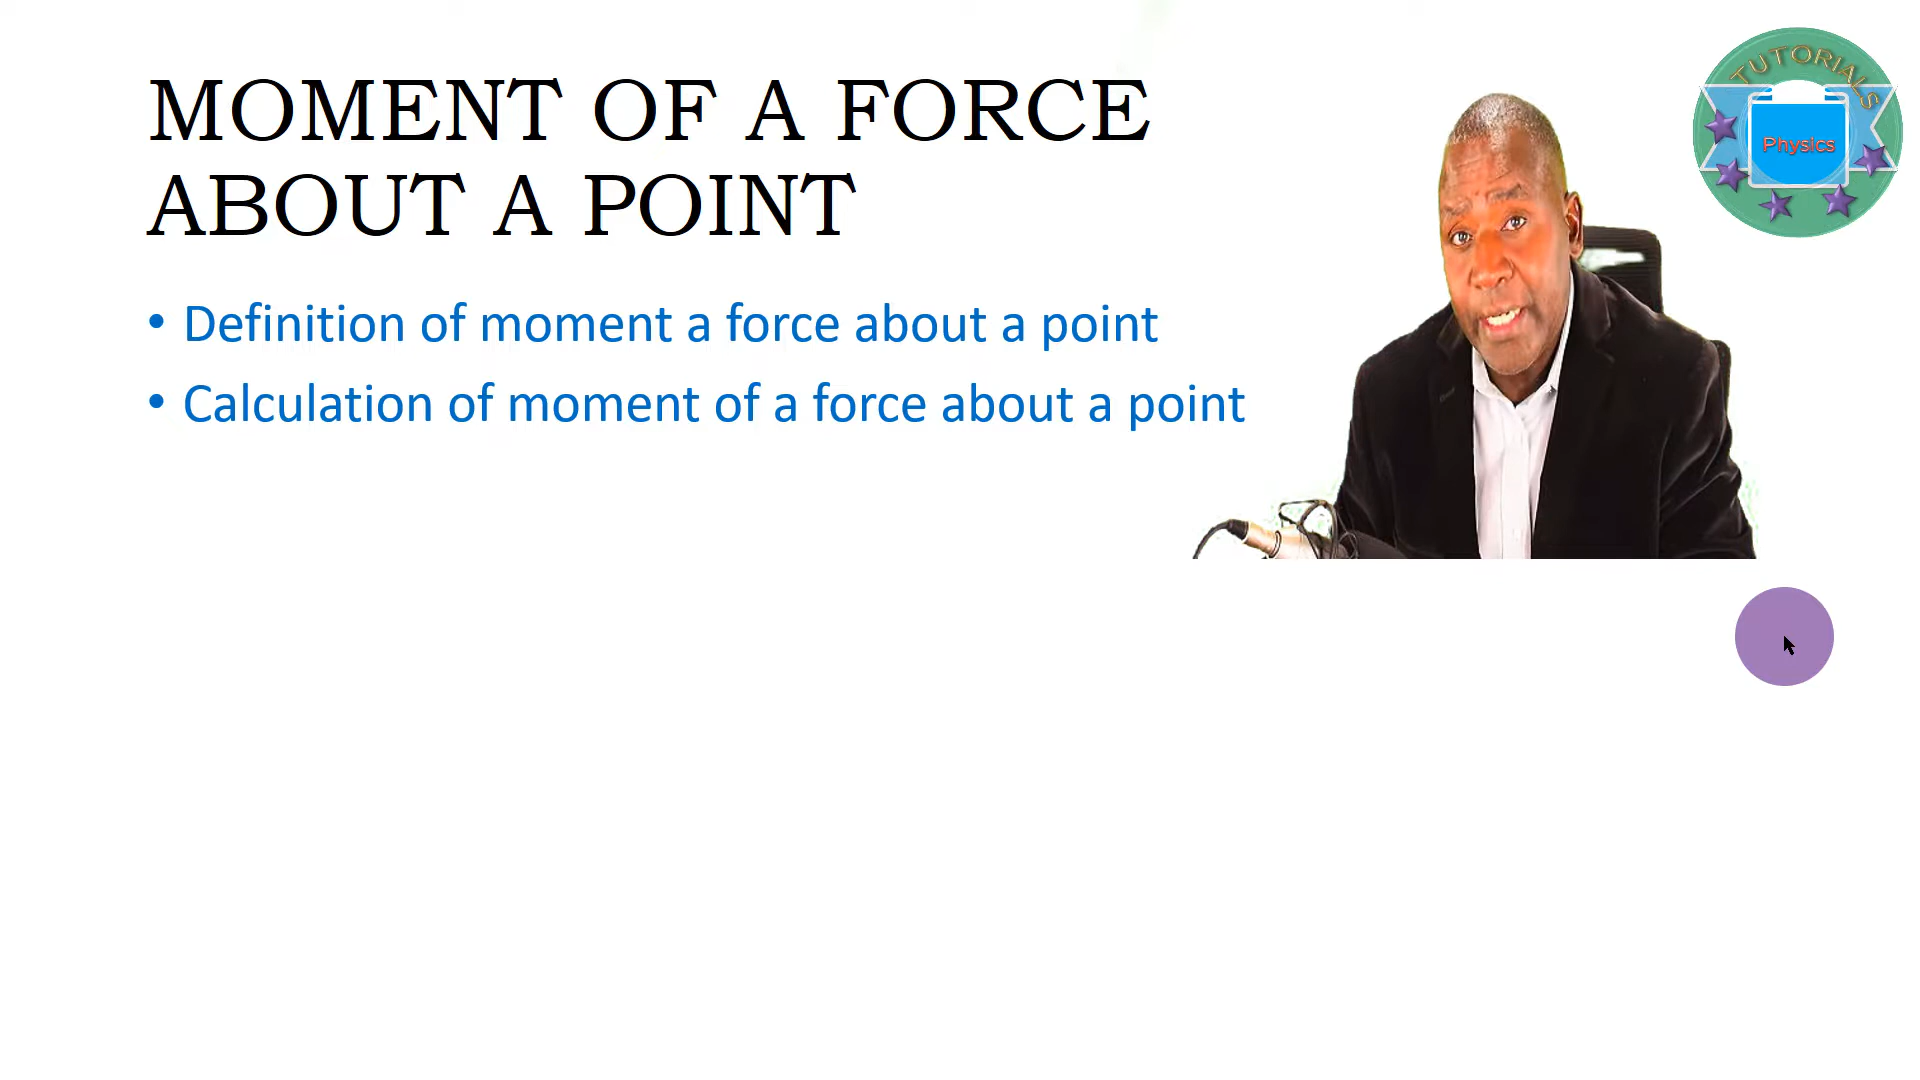 MOMENT OF A FORCE
ABOUT A POINT
• Definition of moment a force about a point
• Calculation of moment of a force about a point
TUTORIALS
Physics